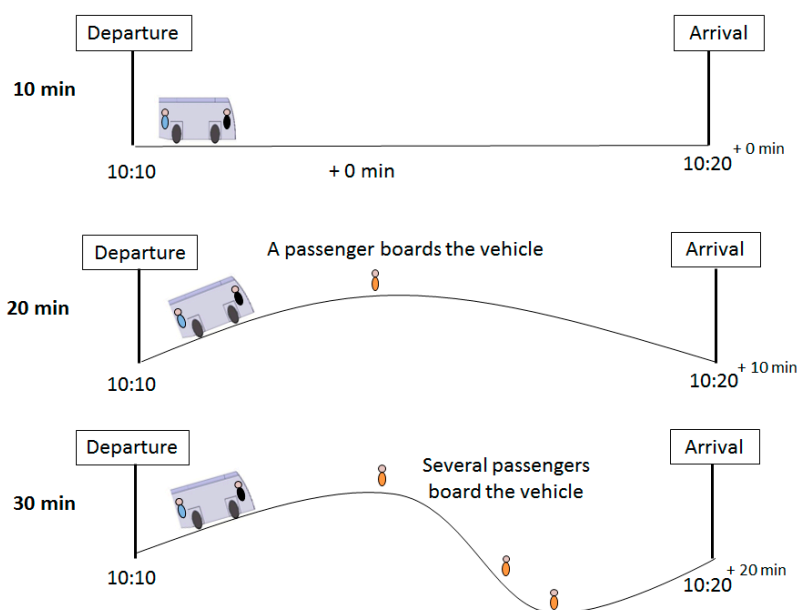 Departure
Arrival
10 min
10:10
+ 0 min
10:20
+ 0 min
Departure
A passenger boards the vehicle
Arrival
20 min
10:10
10:20
+ 10 min
Departure
Arrival
Several passengers
board the vehicle
30 min
10:10
10:20
+ 20 min